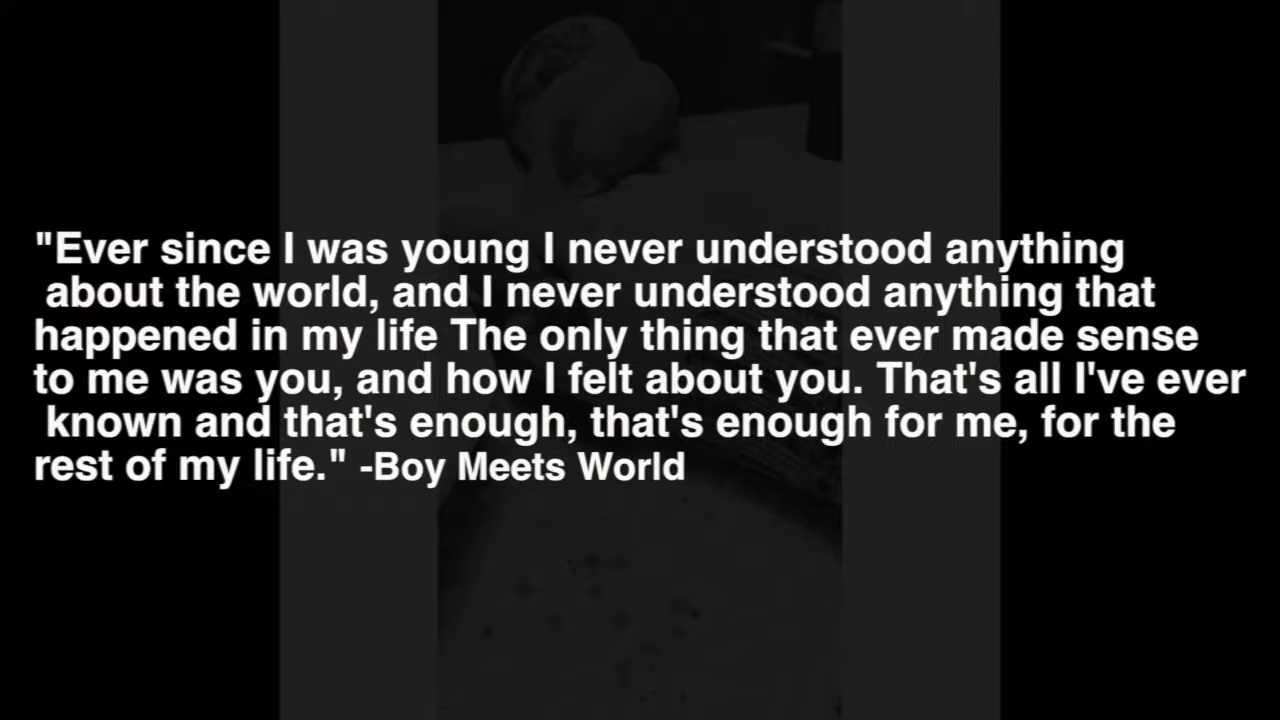 "Ever since I was young I never understood anything
about the world, and I never understood anything that
happened in my life The only thing that ever made sense
to me was you, and how I felt about you. That's all I've ever
known and that's enough, that's enough for me, for the
rest of my life." -Boy Meets World